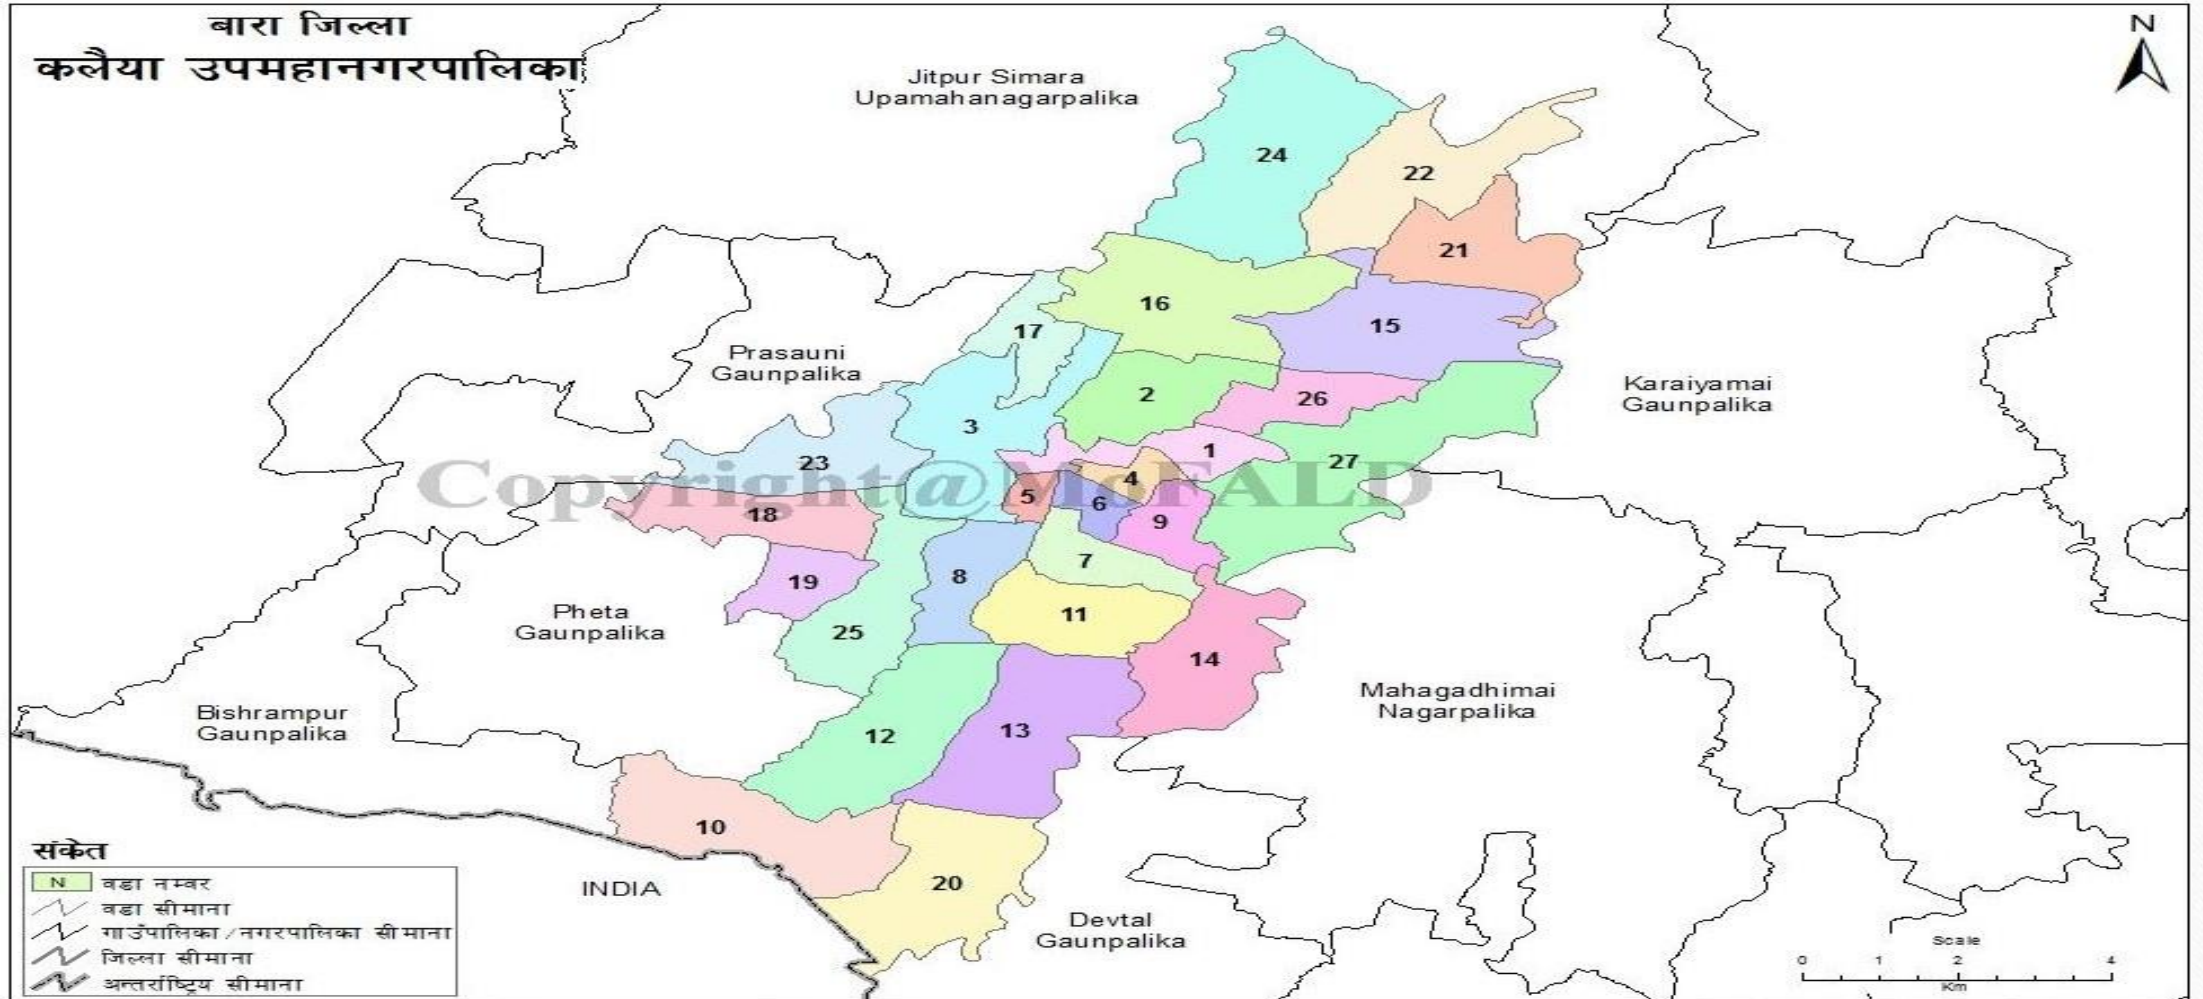 बारा जिल्ला
कलैया उपमहानगरपालिका
N
Jitpur Simara
Upamahanagarpalika
24
22
21
16
15
17
Prasauni
Gaunpalika
2
26
Karaiyamai
Gaunpalika
3
1
27
23
4
Copyright@MoFALD
5
6
9
18
7
8
19
Pheta
Gaunpalika
11
25
14
Mahagadhimai
Nagarpalika
Bishrampur
Gaunpalika
12
13
10
20
INDIA
Devtal
Gaunpalika
संकेत
N वडा नम्वर
वडा सीमाना
गाउँपालिका/नगरपालिका सीमाना
जिल्ला सीमाना
अन्तर्राष्ट्रिय सीमाना
Scale
0 1 2 4
Km